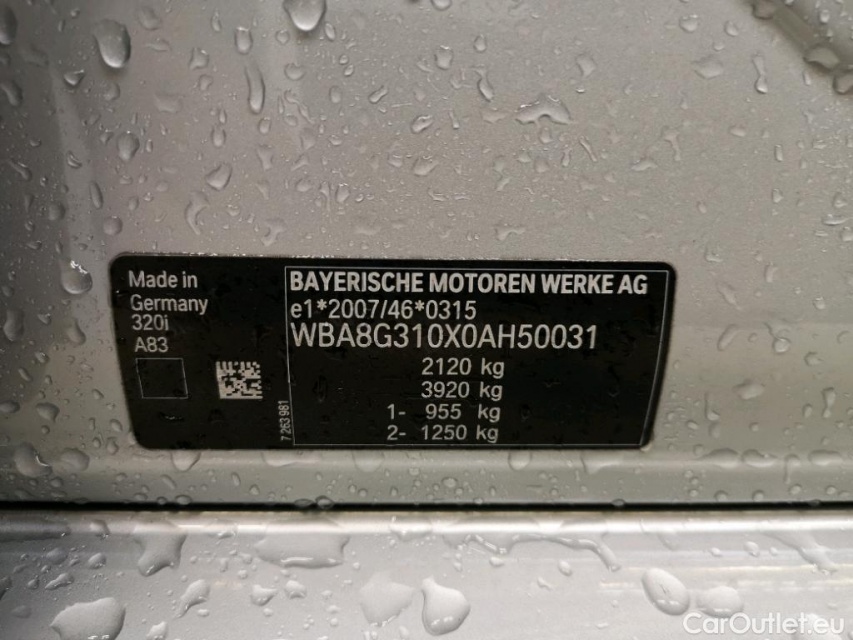 Made in
Germany
320i
A83
7 263 981
BAYERISCHE MOTOREN WERKE AG
e1*2007/46*0315
WBA8G310X0AH50031
2120 kg
3920 kg
1- 955 kg
2- 1250 kg
CarOutlet.eu